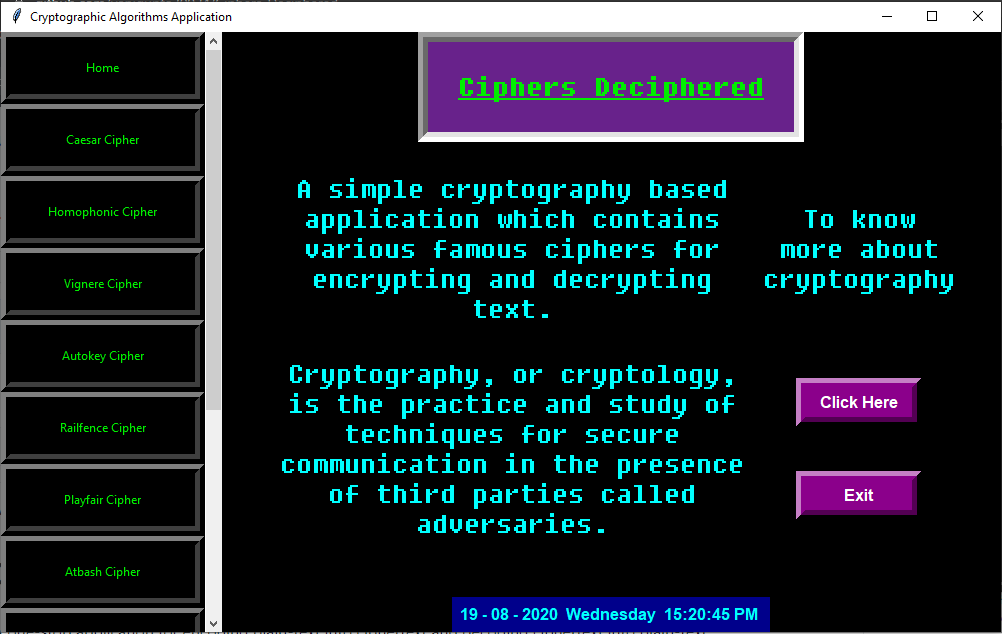 Cryptographic Algorithms Application
Home
Caesar Cipher
Homophonic Cipher
Vignere Cipher
Autokey Cipher
Railfence Cipher
Playfair Cipher
Atbash Cipher
Ciphers Deciphered
A simple cryptography based
application which contains
various famous ciphers for
encrypting and decrypting
text.
Cryptography, or cryptology,
is the practice and study of
techniques for secure
communication in the presence
of third parties called
adversaries.
To know
more about
cryptography
Click Here
Exit
19 - 08 - 2020 Wednesday 15:20:45 PM